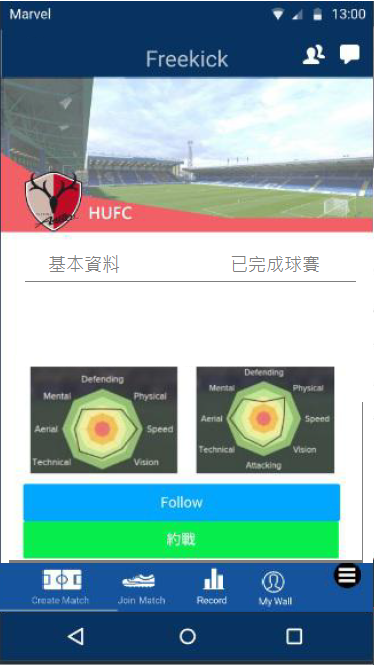 Marvel 13:00
Freekick
HUFC
基本資料 已完成球賽
Defending
Mental Physical
Aerial Speed
Technical Vision
Defending
Mental Physical
Aerial Speed
Technical Vision
Attacking
Follow
約戰
Create Match Join Match Record My Wall